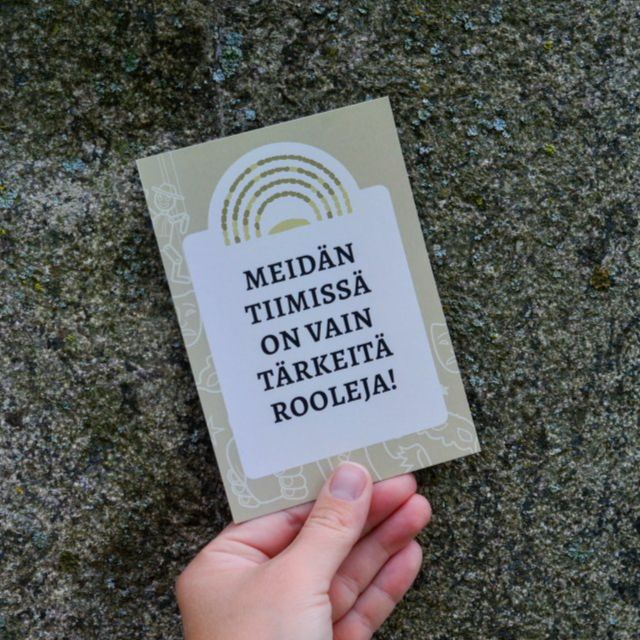 MEIDÄN
TIIMISSÄ
ON VAIN
TÄRKEITÄ
ROOLEJA!